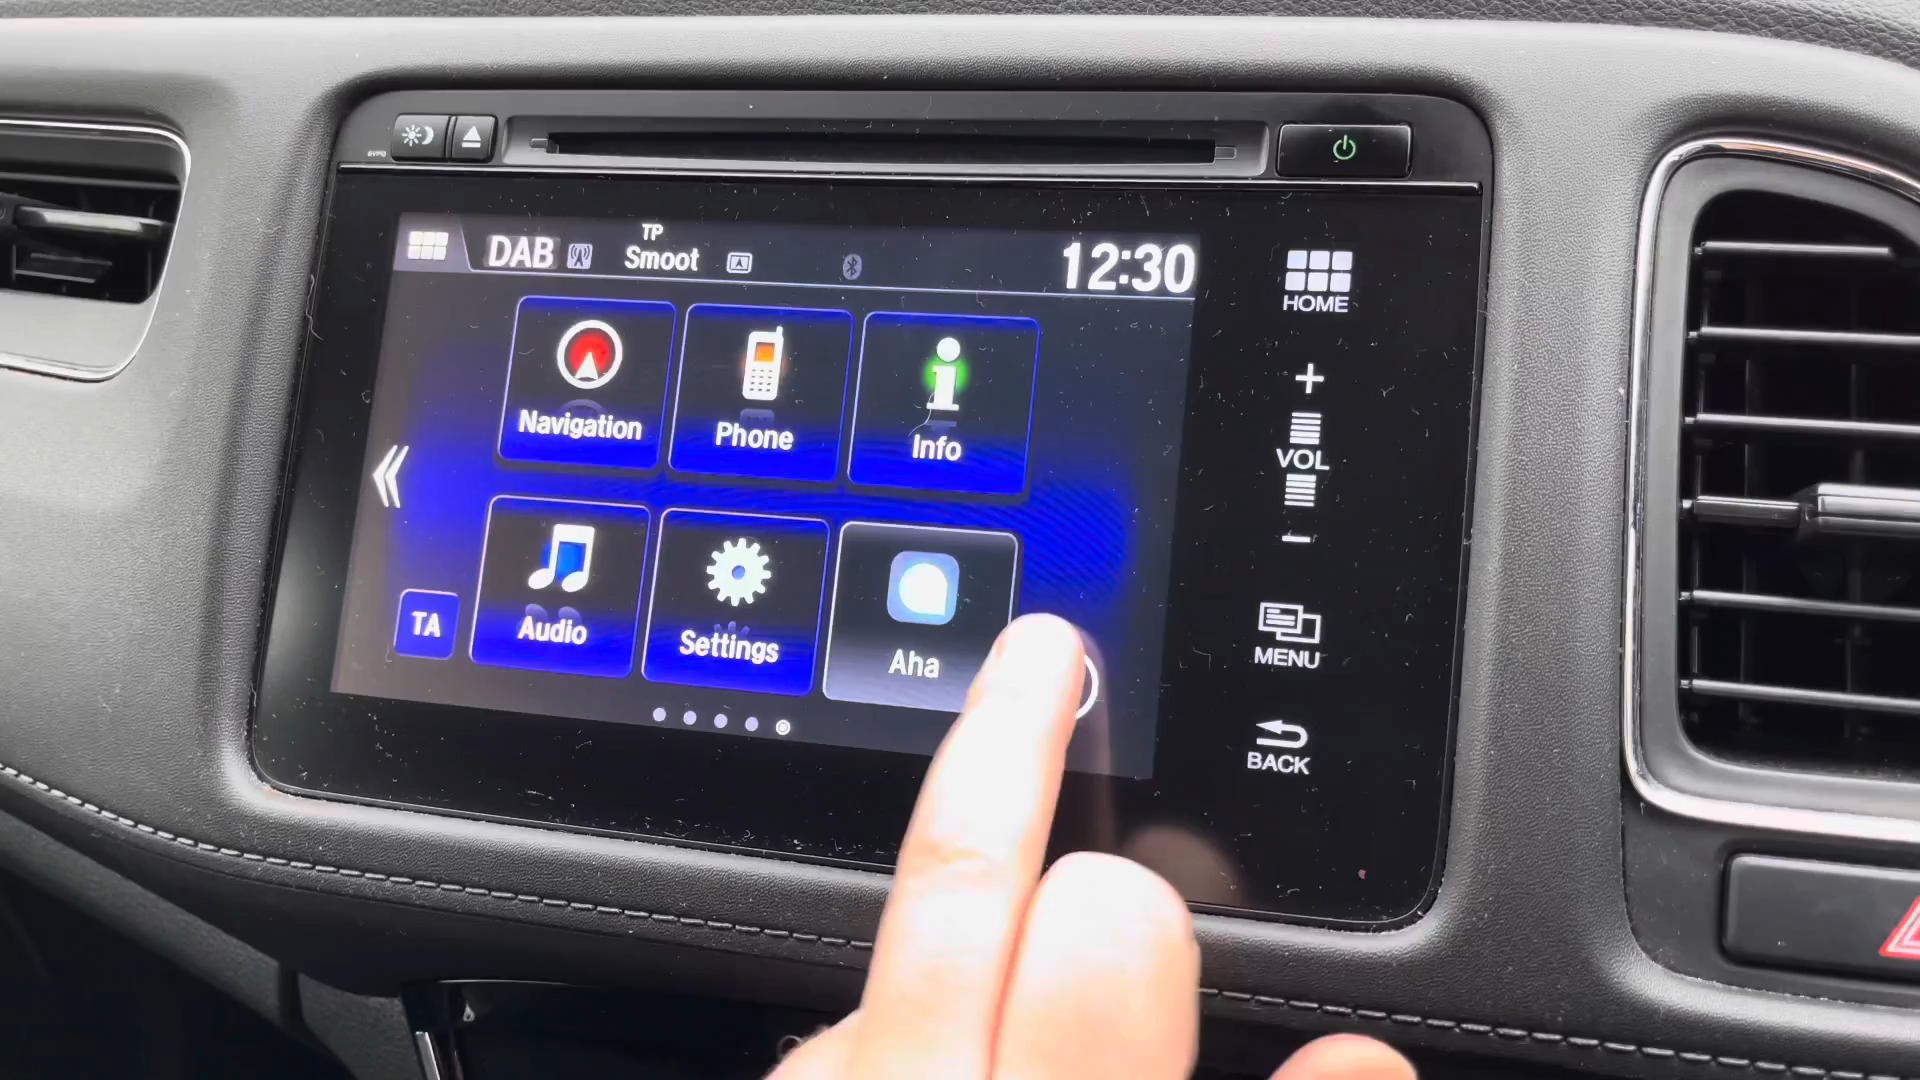 TP
DAB Smoot 12:30
HOME
Navigation Phone Info
VOL
TA Audio Settings Aha
MENU
BACK